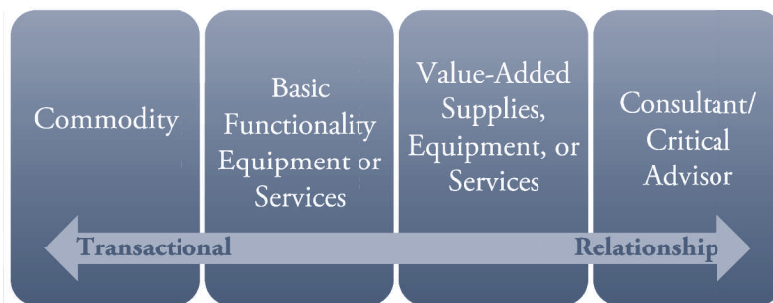 Commodity
Basic
Functionality
Equipment or
Services
Value-Added
Supplies,
Equipment, or
Services
Consultant/
Critical
Advisor
Transactional
Relationship